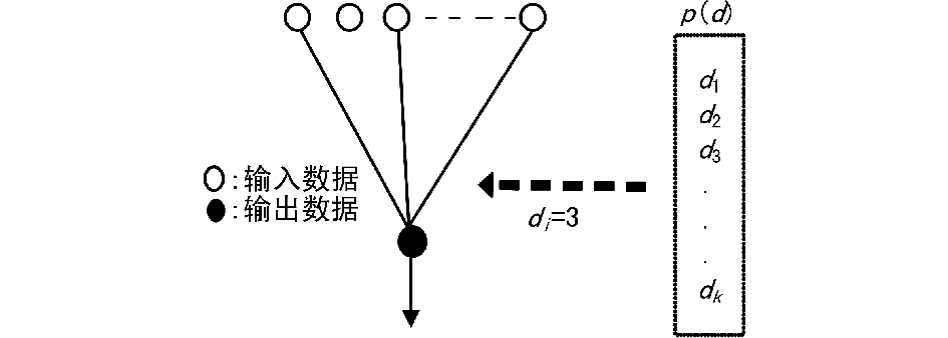 p(d)
d1
d2
d3
.
.
.
dk
:输入数据
:输出数据
di=3